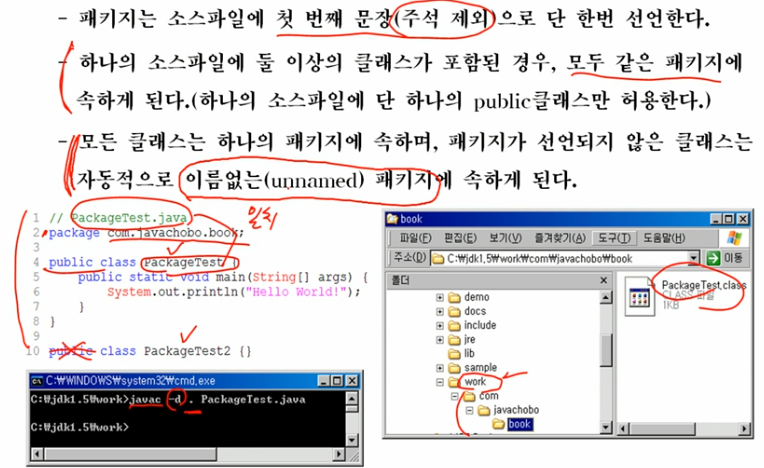 - 패키지는 소스파일에 첫 번째 문장(주석 제외)으로 단 한번 선언한다.
- 하나의 소스파일에 둘 이상의 클래스가 포함된 경우, 모두 같은 패키지에
속하게 된다.(하나의 소스파일에 단 하나의 public클래스만 허용한다.)
- 모든 클래스는 하나의 패키지에 속하며, 패키지가 선언되지 않은 클래스는
자동적으로 이름없는(unnamed) 패키지에 속하게 된다.
일치
1 // PackageTest.java
2 package com.javachobo.book;
3
4 public class PackageTest {
5 public static void main(String[] args) {
6 System.out.println("Hello World!");
7 }
8 }
9
10 public class PackageTest2 {}
C:₩WINDOWS₩system32₩cmd.exe
C:₩jdk1.5₩work>javac -d . PackageTest.java
C:₩jdk1.5₩work>
book
파일(F) 편집(E) 보기(V) 즐겨찾기(A) 도구(T) 도움말(H)
주소(D) C:₩jdk1.5₩work₩com₩javachobo₩book 이동
폴더
demo
docs
include
jre
lib
sample
work
com
javachobo
book
PackageTest.class
CLASS 파일
1KB